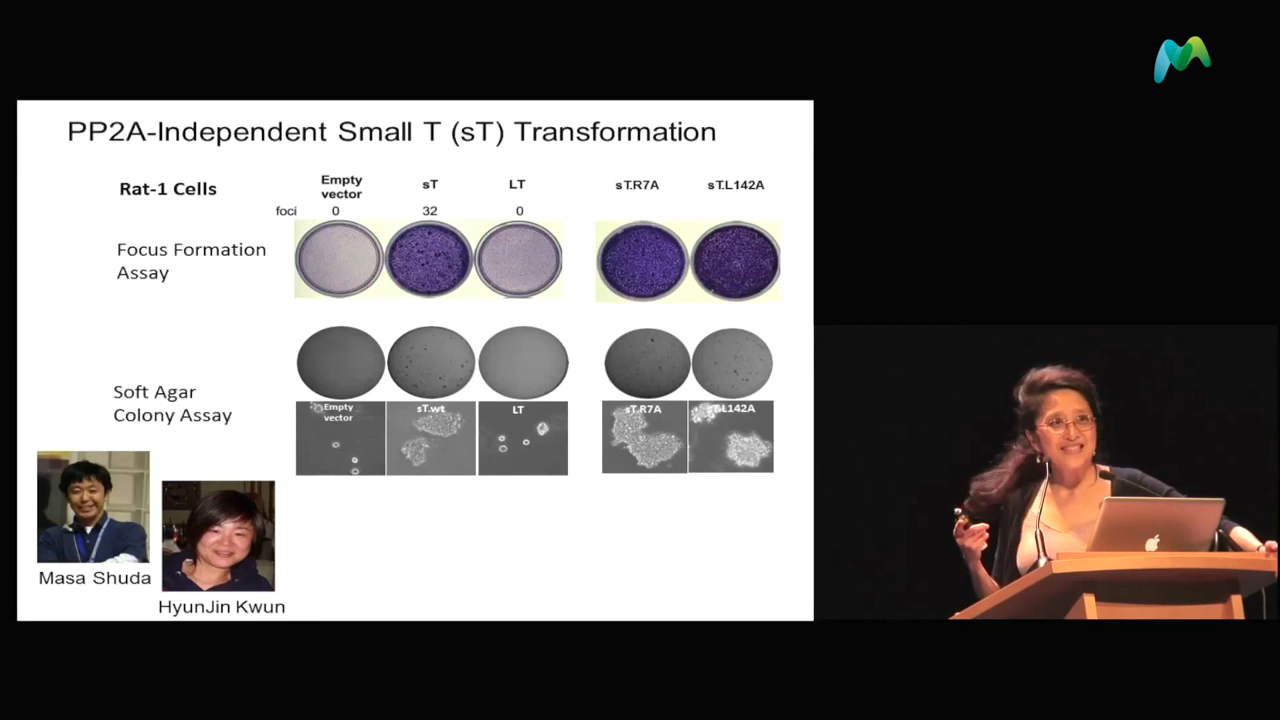 PP2A-Independent Small T (sT) Transformation
Rat-1 Cells
Empty
vector
sT
LT
sT.R7A
sT.L142A
foci
0
32
0
Focus Formation
Assay
Soft Agar
Colony Assay
Empty
vector
sT.wt
LT
sT.R7A
sT.L142A
Masa Shuda
HyunJin Kwun